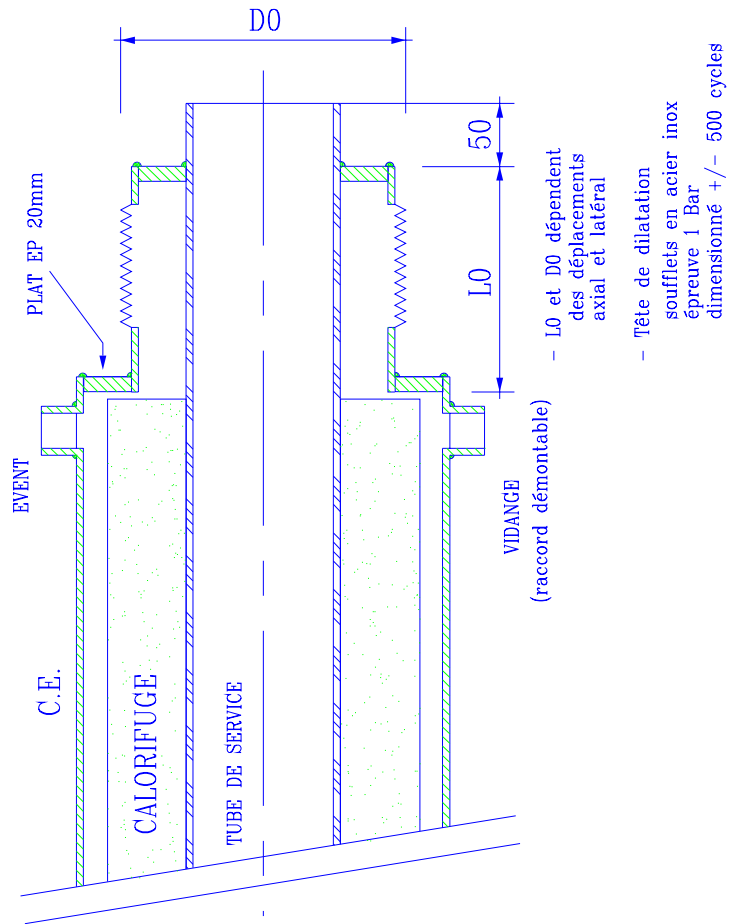 D0
50
L0
PLAT EP 20mm
EVENT
C.E.
CALORIFUGE
TUBE DE SERVICE
VIDANGE
(raccord démontable)
- L0 et D0 dépendent
des déplacements
axial et latéral
- Tête de dilatation
soufflets en acier inox
épreuve 1 Bar
dimensionné +/- 500 cycles